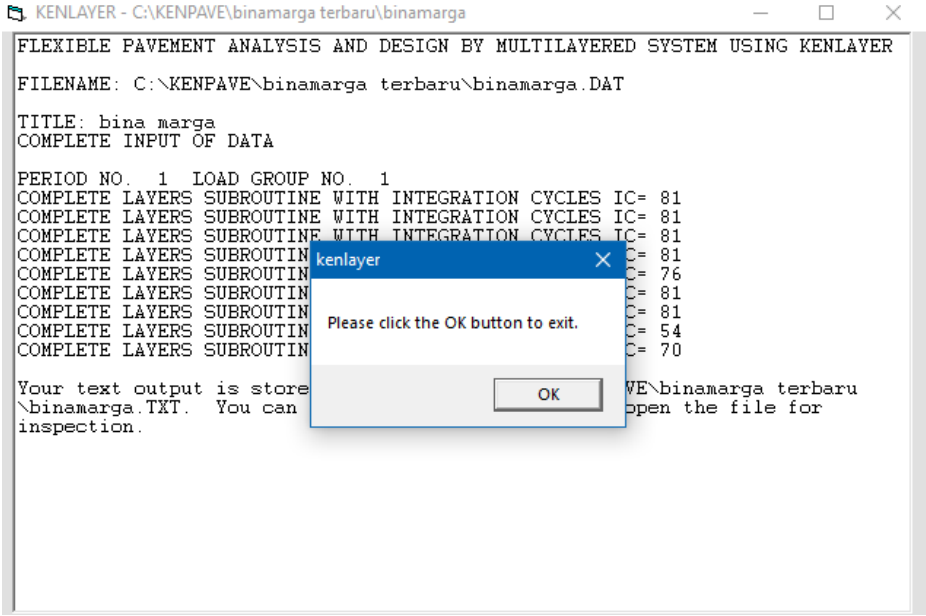 KENLAYER - C:\KENPAVE\binamarga terbaru\binamarga
FLEXIBLE PAVEMENT ANALYSIS AND DESIGN BY MULTILAYERED SYSTEM USING KENLAYER
FILENAME: C:\KENPAVE\binamarga terbaru\binamarga.DAT
TITLE: bina marga
COMPLETE INPUT OF DATA
PERIOD NO. 1 LOAD GROUP NO. 1
COMPLETE LAYERS SUBROUTINE WITH INTEGRATION CYCLES IC= 81
COMPLETE LAYERS SUBROUTINE WITH INTEGRATION CYCLES IC= 81
COMPLETE LAYERS SUBROUTINE WITH INTEGRATION CYCLES IC= 81
COMPLETE LAYERS SUBROUTIN C= 81
COMPLETE LAYERS SUBROUTIN C= 76
COMPLETE LAYERS SUBROUTIN C= 81
COMPLETE LAYERS SUBROUTIN C= 81
COMPLETE LAYERS SUBROUTIN C= 54
COMPLETE LAYERS SUBROUTIN C= 70
Your text output is store VE\binamarga terbaru
\binamarga.TXT. You can open the file for
inspection.
kenlayer
Please click the OK button to exit.
OK